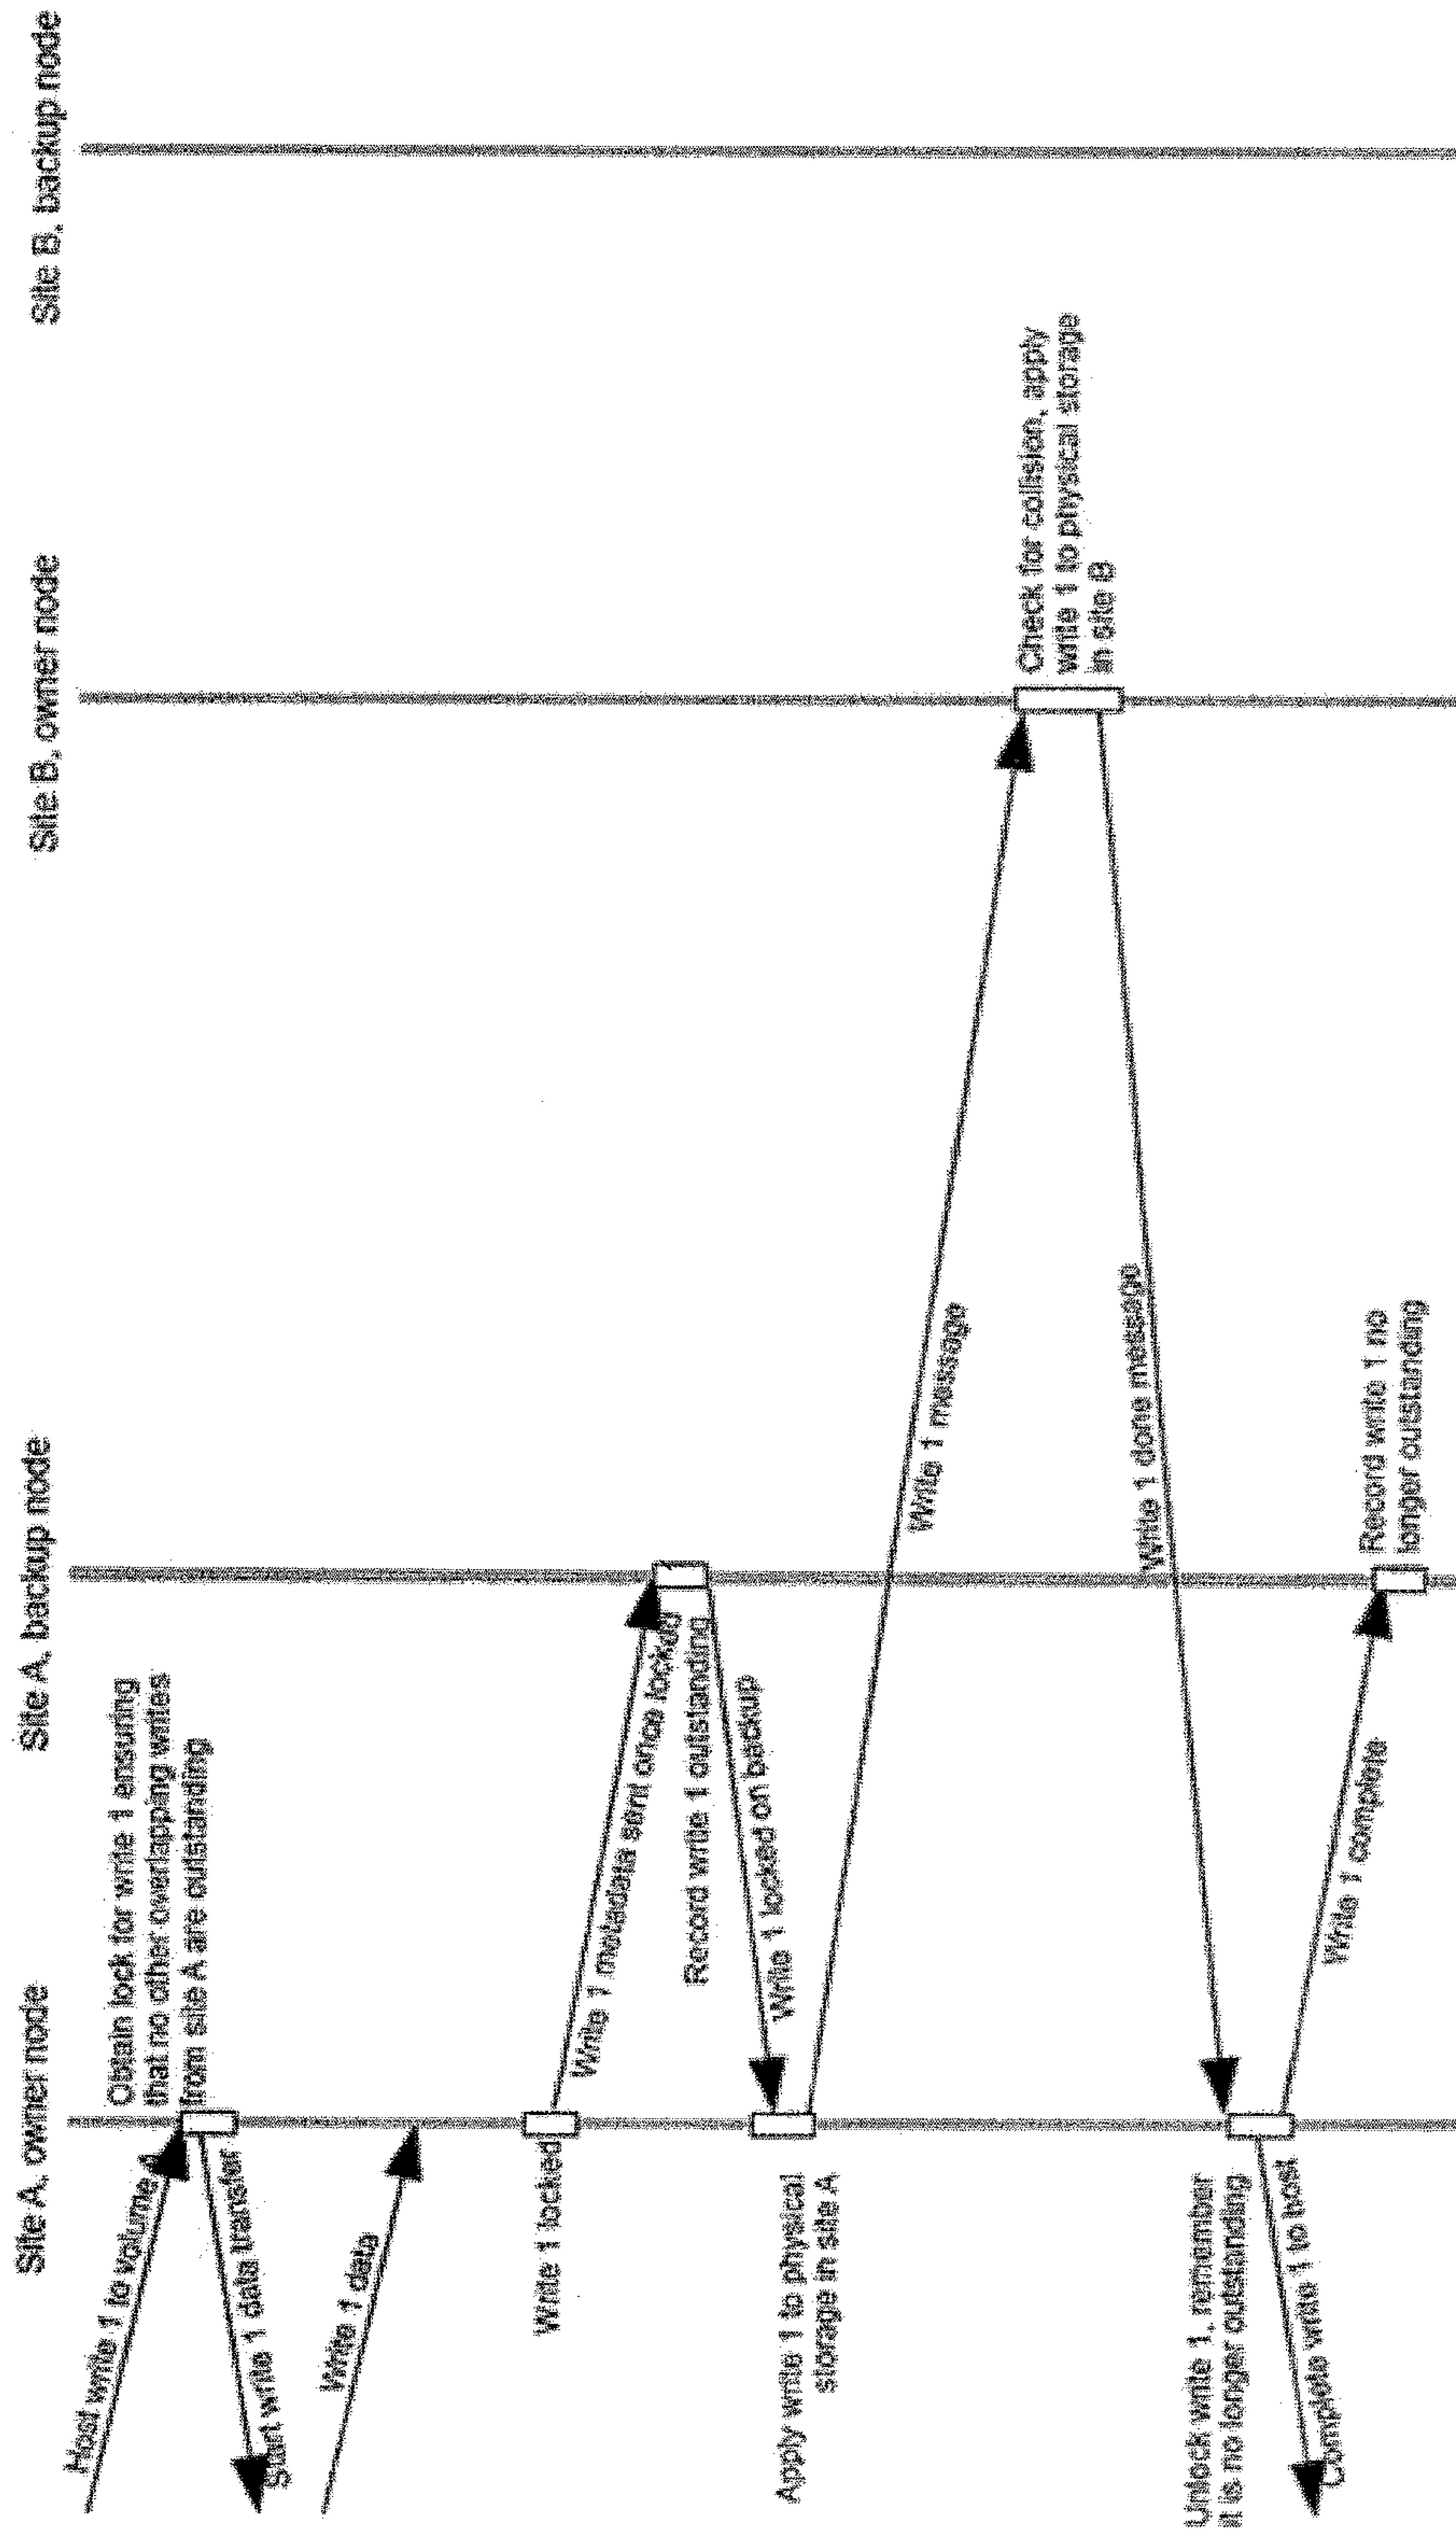 Site A, owner node
Site A, backup node
Site B, owner node
Site B, backup node
Host write 1 to volume A
Obtain lock for write 1 ensuring
that no other overlapping writes
from site A are outstanding
Start write 1 data transfer
Write 1 data
Write 1 locked
Write 1 metadata sent once locked
Record write 1 outstanding
Write 1 locked on backup
Apply write 1 to physical
storage in site A
Write 1 message
Check for collision, apply
write 1 to physical storage
in site B
Write 1 done message
Unlock write 1, remember
it is no longer outstanding
Complete write 1 to host
Write 1 complete
Record write 1 no
longer outstanding